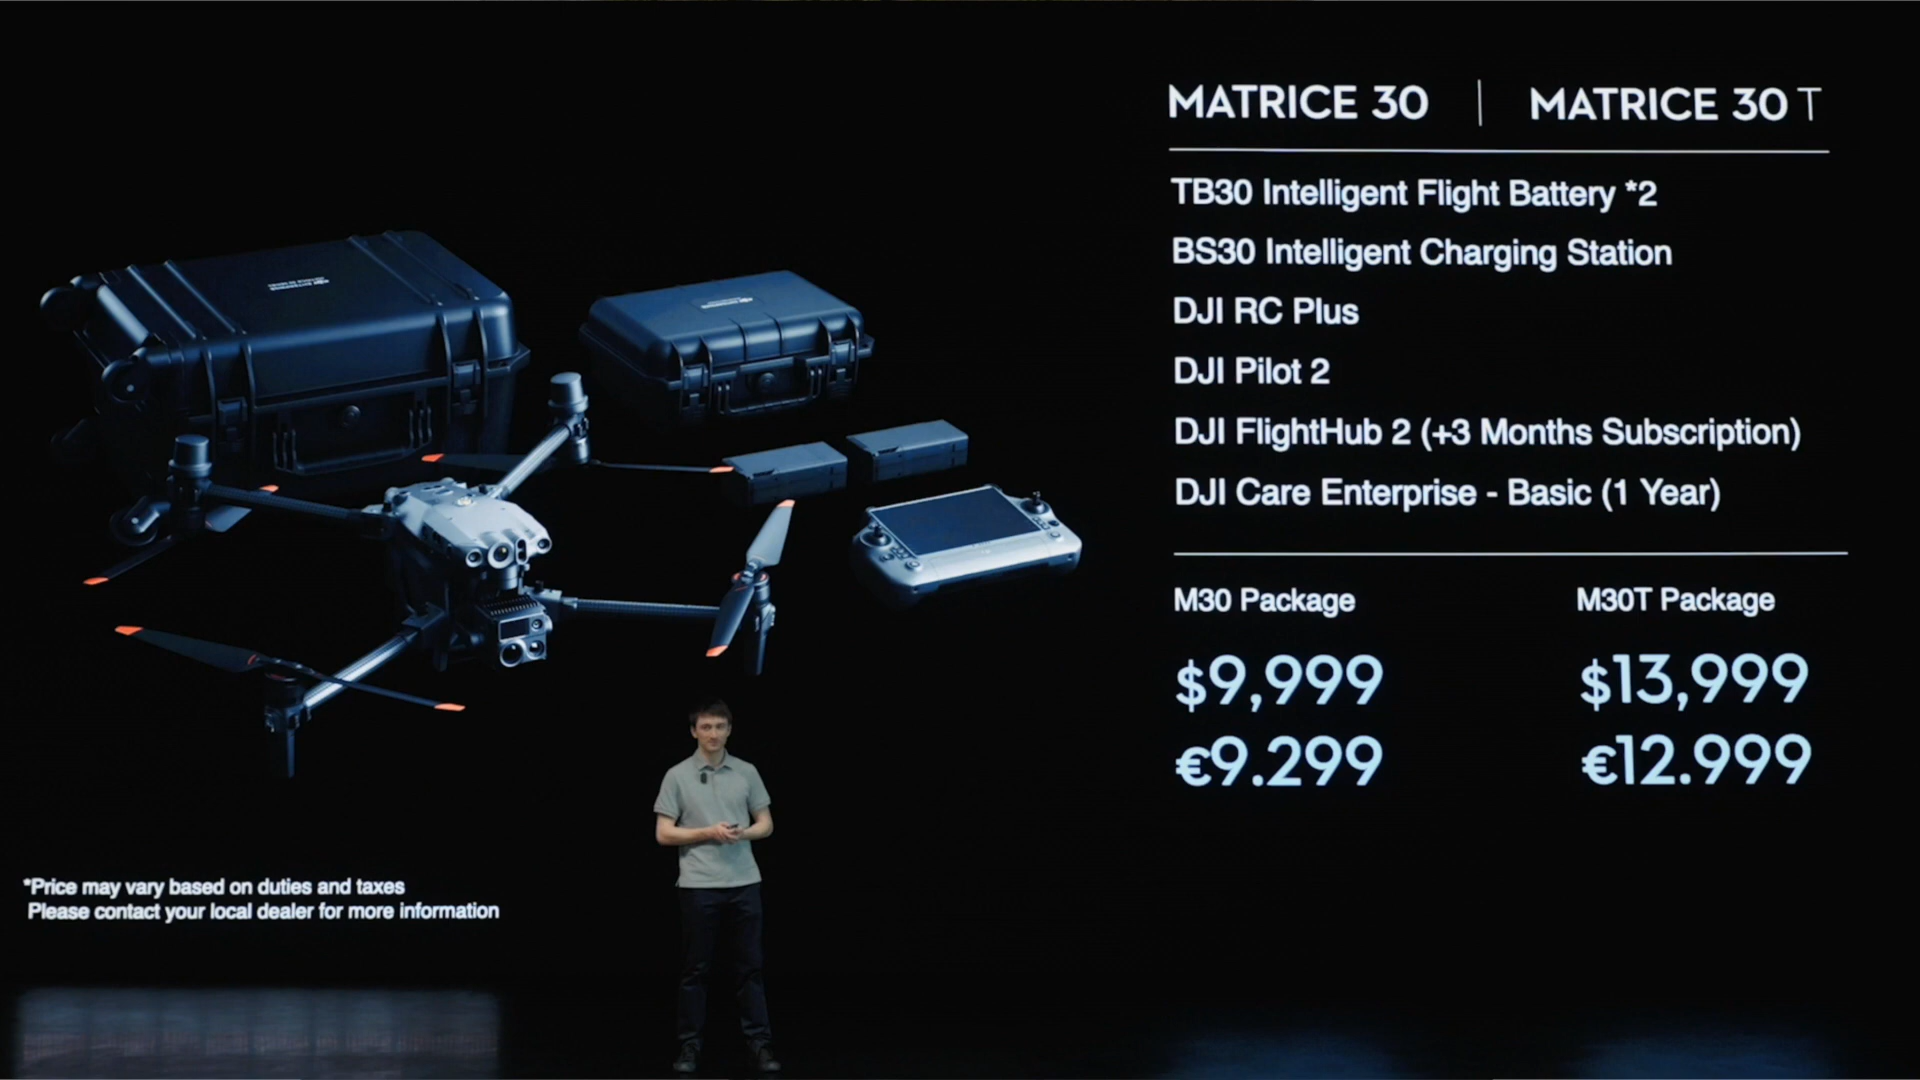 MATRICE 30 | MATRICE 30 T
TB30 Intelligent Flight Battery *2
BS30 Intelligent Charging Station
DJI RC Plus
DJI Pilot 2
DJI FlightHub 2 (+3 Months Subscription)
DJI Care Enterprise - Basic (1 Year)
M30 Package M30T Package
$9,999 $13,999
€9.299 €12.999
*Price may vary based on duties and taxes
Please contact your local dealer for more information